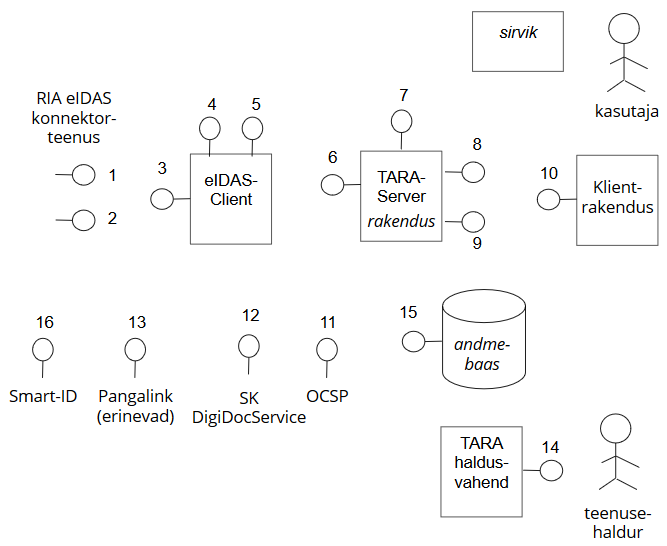 sirvik
kasutaja
RIA eIDAS
konnektor-
teenus
1
2
3
4
5
eIDAS-
Client
6
7
TARA-
Server
rakendus
8
9
10
Klient-
rakendus
16
Smart-ID
13
Pangalink
(erinevad)
12
SK
DigiDocService
11
OCSP
15
andme-
baas
TARA
haldus-
vahend
14
teenuse-
haldur